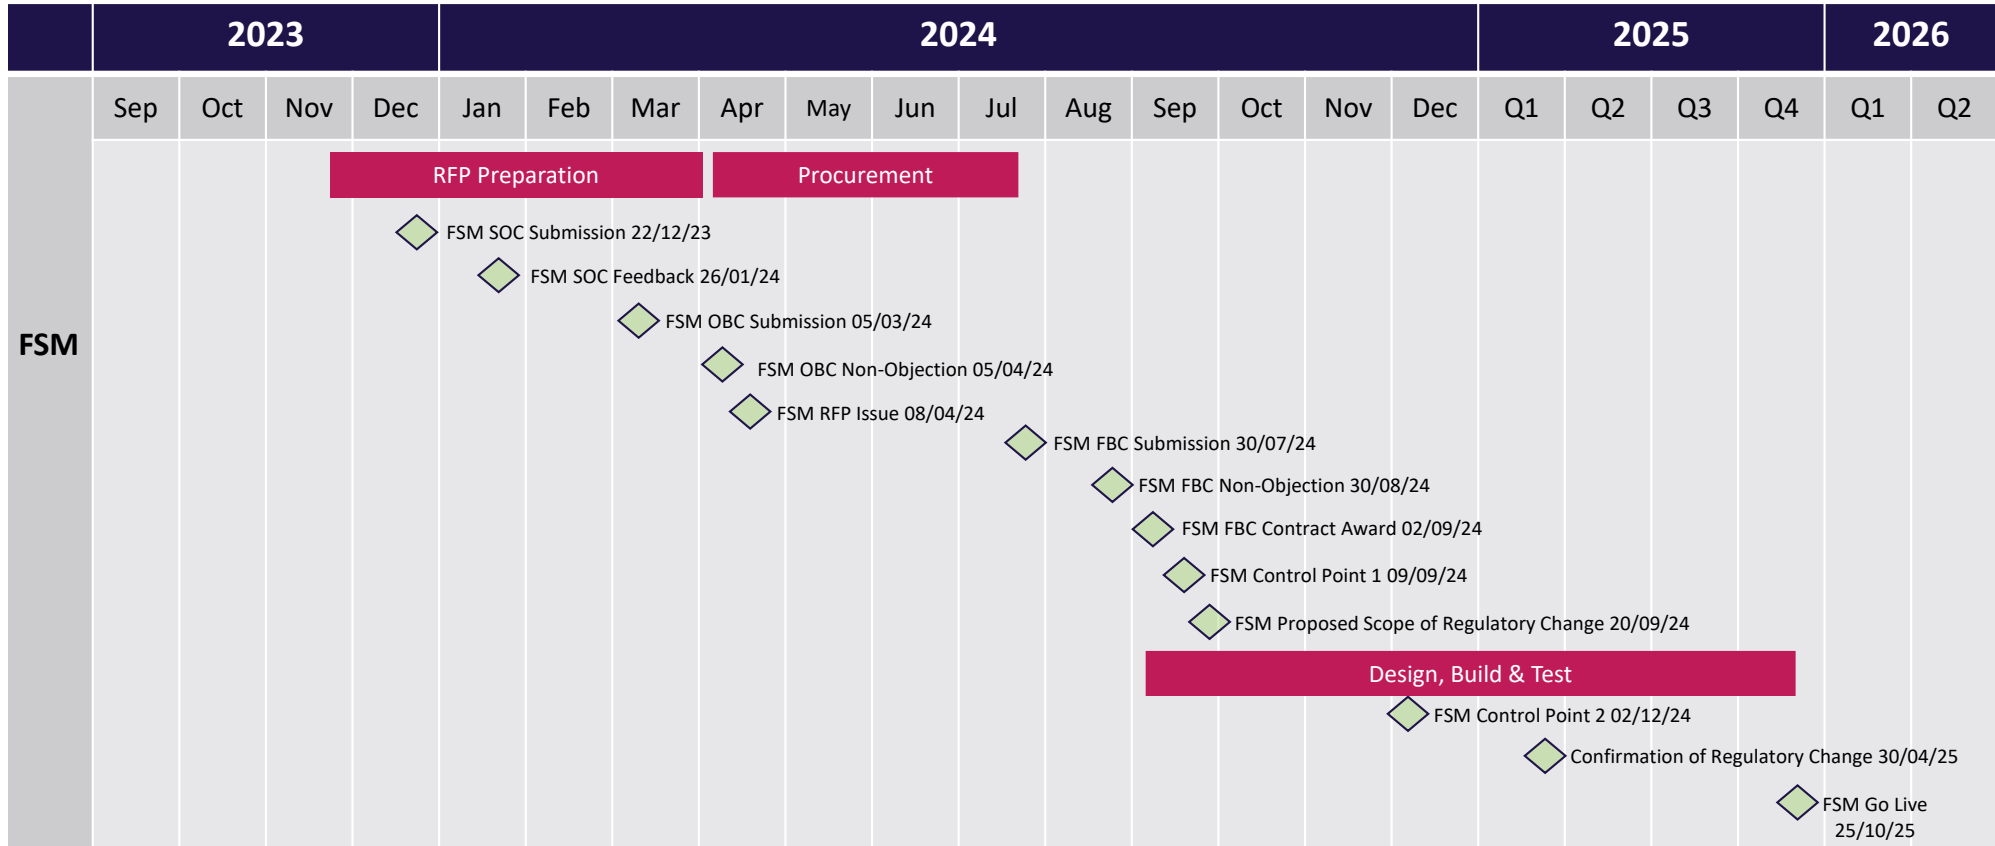 2023 2024 2025 2026
Sep Oct Nov Dec Jan Feb Mar Apr May Jun Jul Aug Sep Oct Nov Dec Q1 Q2 Q3 Q4 Q1 Q2
RFP Preparation Procurement
FSM SOC Submission 22/12/23
FSM SOC Feedback 26/01/24
FSM OBC Submission 05/03/24
FSM
FSM OBC Non-Objection 05/04/24
FSM RFP Issue 08/04/24
FSM FBC Submission 30/07/24
FSM FBC Non-Objection 30/08/24
FSM FBC Contract Award 02/09/24
FSM Control Point 1 09/09/24
FSM Proposed Scope of Regulatory Change 20/09/24
Design, Build & Test
FSM Control Point 2 02/12/24
Confirmation of Regulatory Change 30/04/25
FSM Go Live
25/10/25